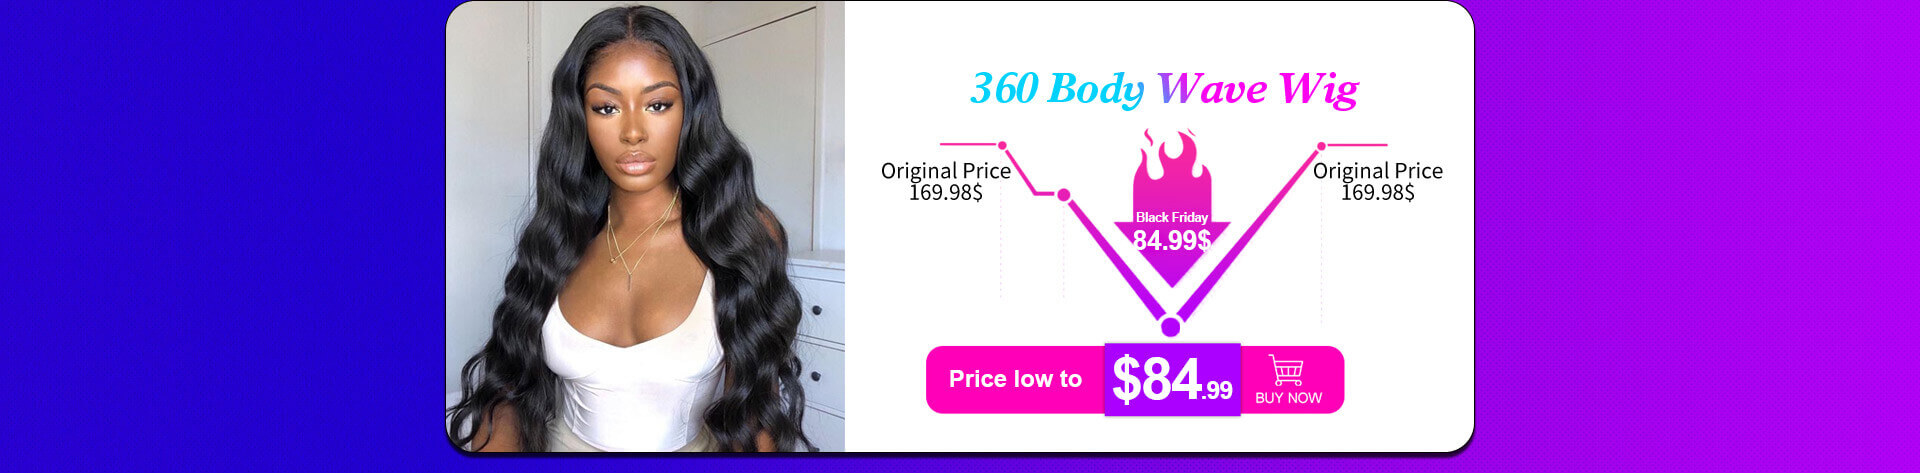 360 Body Wave Wig
Original Price
169.98$
Black Friday
84.99$
Original Price
169.98$
Price low to
$84.99
BUY NOW